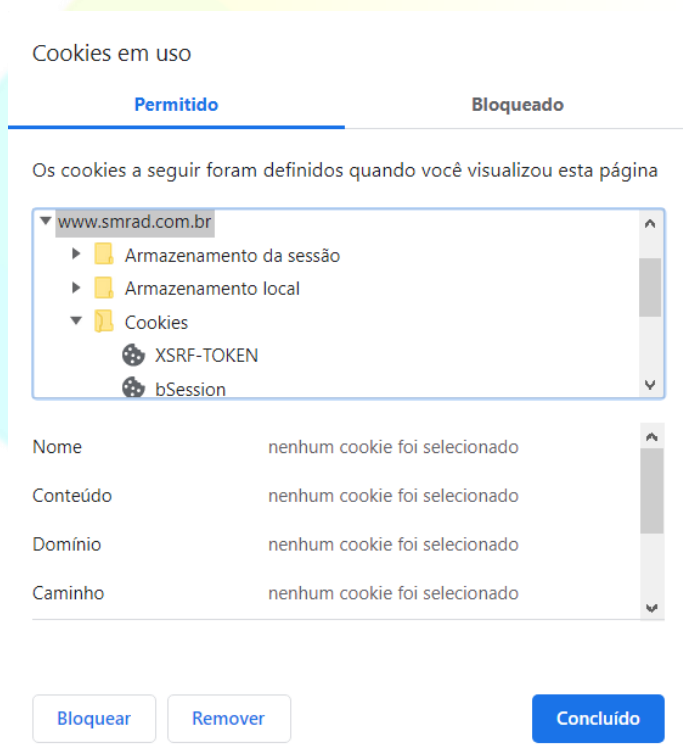 Cookies em uso
Permitido
Bloqueado
Os cookies a seguir foram definidos quando você visualizou esta página
www.smrad.com.br
Armazenamento da sessão
Armazenamento local
Cookies
XSRF-TOKEN
bSession
Nome nenhum cookie foi selecionado
Conteúdo nenhum cookie foi selecionado
Domínio nenhum cookie foi selecionado
Caminho nenhum cookie foi selecionado
Bloquear
Remover
Concluído